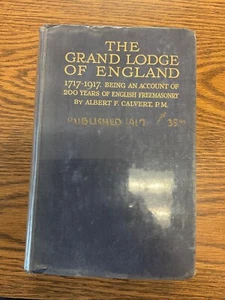 THE
GRAND LODGE
OF ENGLAND
1717-1917. BEING AN ACCOUNT OF
200 YEARS OF ENGLISH FREEMASONRY
BY ALBERT F. CALVERT, P.M.
PUBLISHED 1917